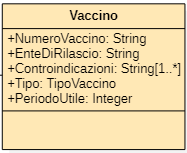 Vaccino
+NumeroVaccino: String
+EnteDiRilascio: String
+Controindicazioni: String[1..*]
+Tipo: TipoVaccino
+PeriodoUtile: Integer